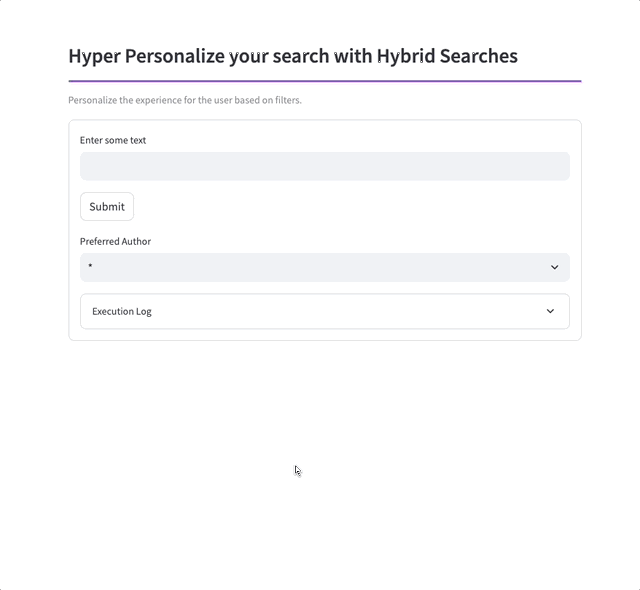 Hyper Personalize your search with Hybrid Searches
Personalize the experience for the user based on filters.
Enter some text
Submit
Preferred Author
*
Execution Log